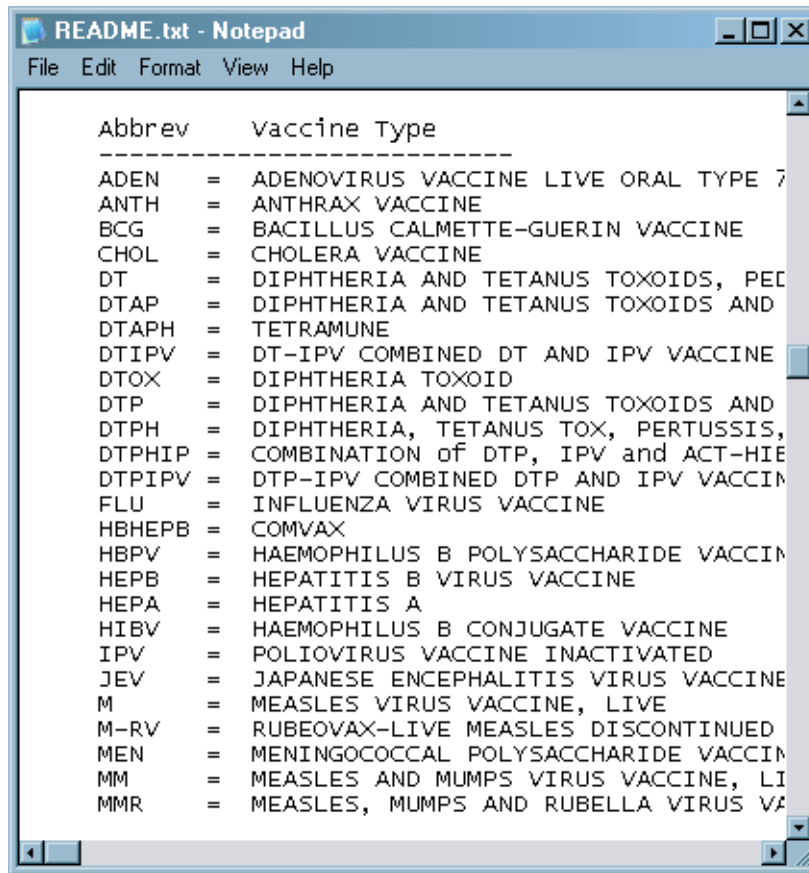 README.txt - Notepad
File Edit Format View Help
Abbrev Vaccine Type
---------------------------
ADEN = ADENOVIRUS VACCINE LIVE ORAL TYPE 7
ANTH = ANTHRAX VACCINE
BCG = BACILLUS CALMETTE-GUERIN VACCINE
CHOL = CHOLERA VACCINE
DT = DIPHTHERIA AND TETANUS TOXOIDS,
DTAP = DIPHTHERIA AND TETANUS TOXOIDS AND
DTAPH = TETRAMUNE
DTIPV = DT-IPV COMBINED DT AND IPV VACCINE
DTOX = DIPHTHERIA TOXOID
DTP = DIPHTHERIA AND TETANUS TOXOIDS AND
DTPH = DIPHTHERIA, TETANUS TOX, PERTUSSIS,
DTPHIP = COMBINATION of DTP, IPV and ACT-HIB
DTPIPV = DTP-IPV COMBINED DTP AND IPV
FLU = INFLUENZA VIRUS VACCINE
HBHEPB = COMVAX
HBPV = HAEMOPHILUS B POLYSACCHARIDE
HEPB = HEPATITIS B VIRUS VACCINE
HEPA = HEPATITIS A
HIBV = HAEMOPHILUS B CONJUGATE VACCINE
IPV = POLIOVIRUS VACCINE INACTIVATED
JEV = JAPANESE ENCEPHALITIS VIRUS VACCINE
M = MEASLES VIRUS VACCINE, LIVE
M-RV = RUBEOVAX-LIVE MEASLES DISCONTINUED
MEN = MENINGOCOCCAL POLYSACCHARIDE
MM = MEASLES AND MUMPS VIRUS VACCINE,
MMR = MEASLES, MUMPS AND RUBELLA VIRUS